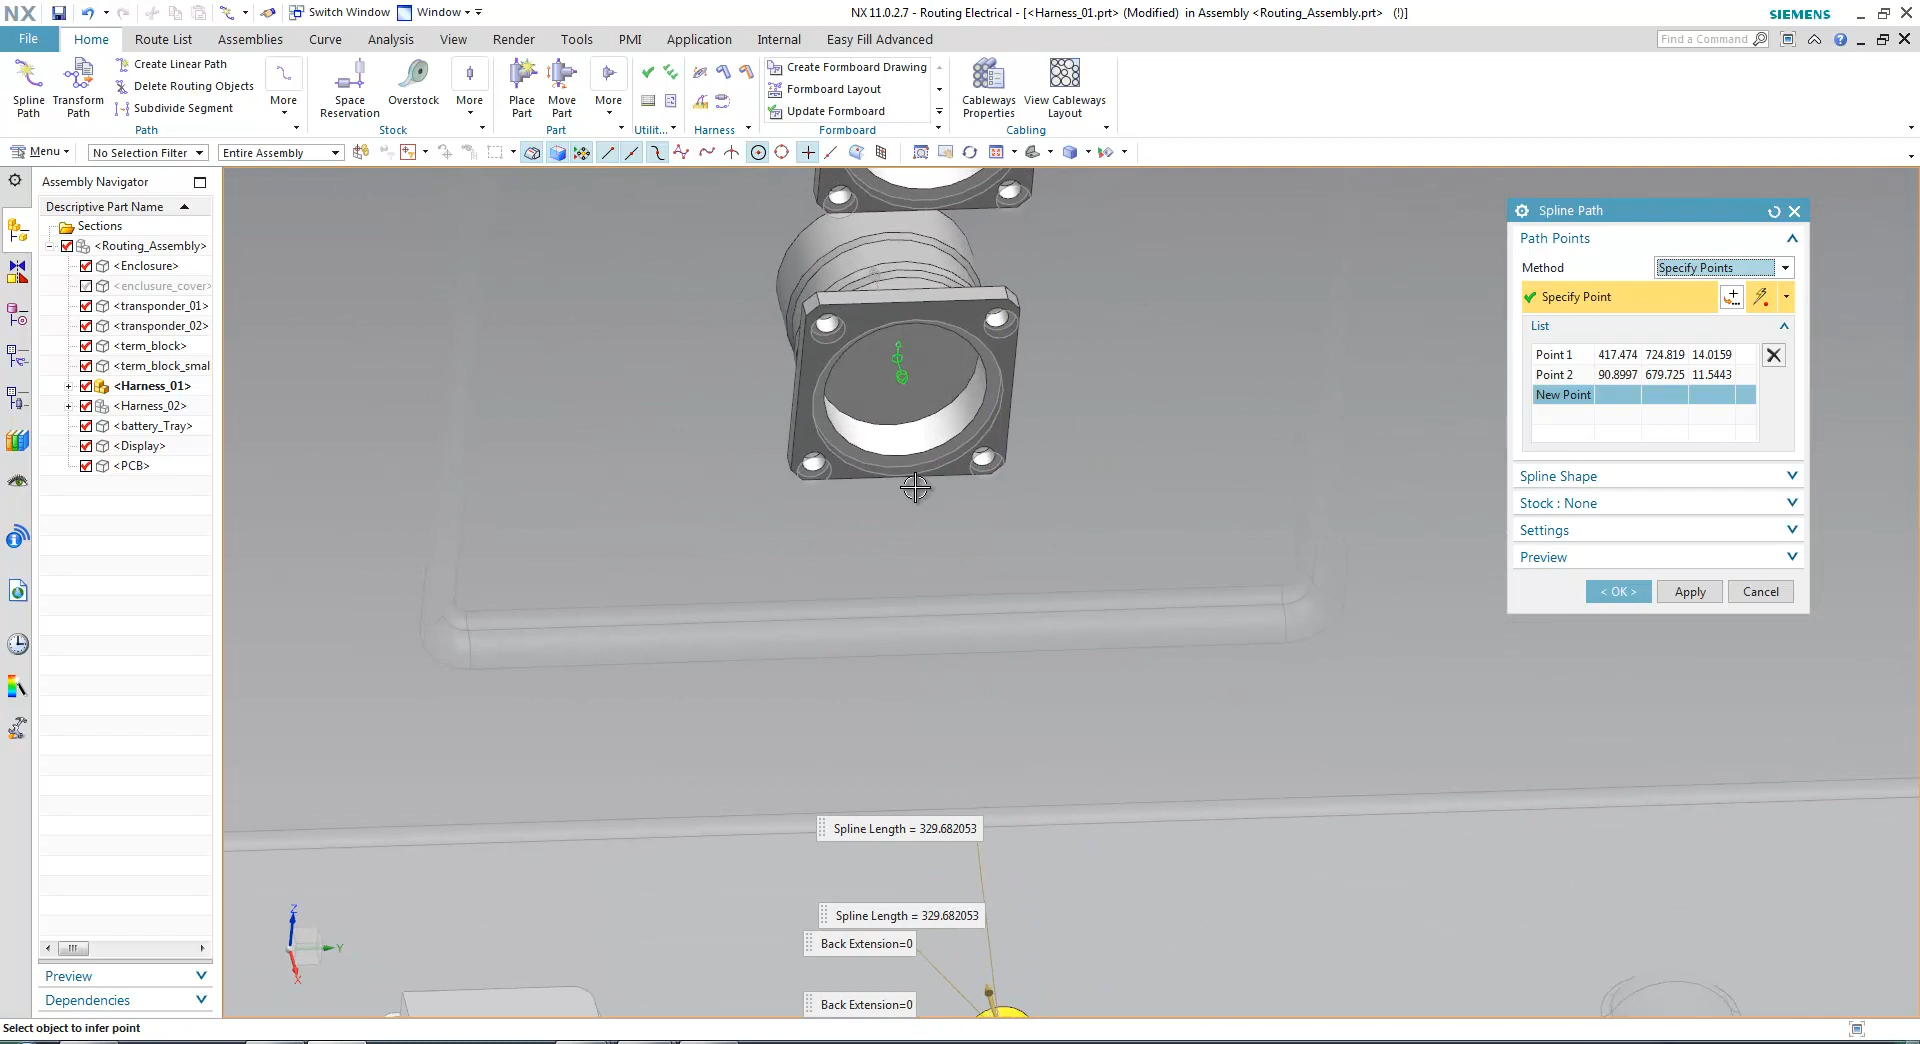 NX
Switch Window
Window
NX 11.0.2.7 - Routing Electrical - [<Harness_01.prt> (Modified) in Assembly <Routing_Assembly.prt> (!)]
SIEMENS
File
Home
Route List
Assemblies
Curve
Analysis
View
Render
Tools
PMI
Application
Internal
Easy Fill Advanced
Find a Command
Spline Path
Transform Path
Create Linear Path
Delete Routing Objects
Subdivide Segment
More
Path
Space Reservation
Overstock
More
Stock
Place Part
Move Part
More
Part
Utilit...
Harness
Create Formboard Drawing
Formboard Layout
Update Formboard
Formboard
Cableways Properties
View Cableways Layout
Cabling
Menu
No Selection Filter
Entire Assembly
Assembly Navigator
Descriptive Part Name
Sections
<Routing_Assembly>
<Enclosure>
<enclusure_cover>
<transponder_01>
<transponder_02>
<term_block>
<term_block_smal
<Harness_01>
<Harness_02>
<battery_Tray>
<Display>
<PCB>
Preview
Dependencies
Spline Path
Path Points
Method
Specify Points
Specify Point
List
Point 1 417.474 724.819 14.0159
Point 2 90.8997 679.725 11.5443
New Point
Spline Shape
Stock : None
Settings
Preview
< OK >
Apply
Cancel
Spline Length = 329.682053
Spline Length = 329.682053
Back Extension=0
Back Extension=0
Z
Y
X
Select object to infer point